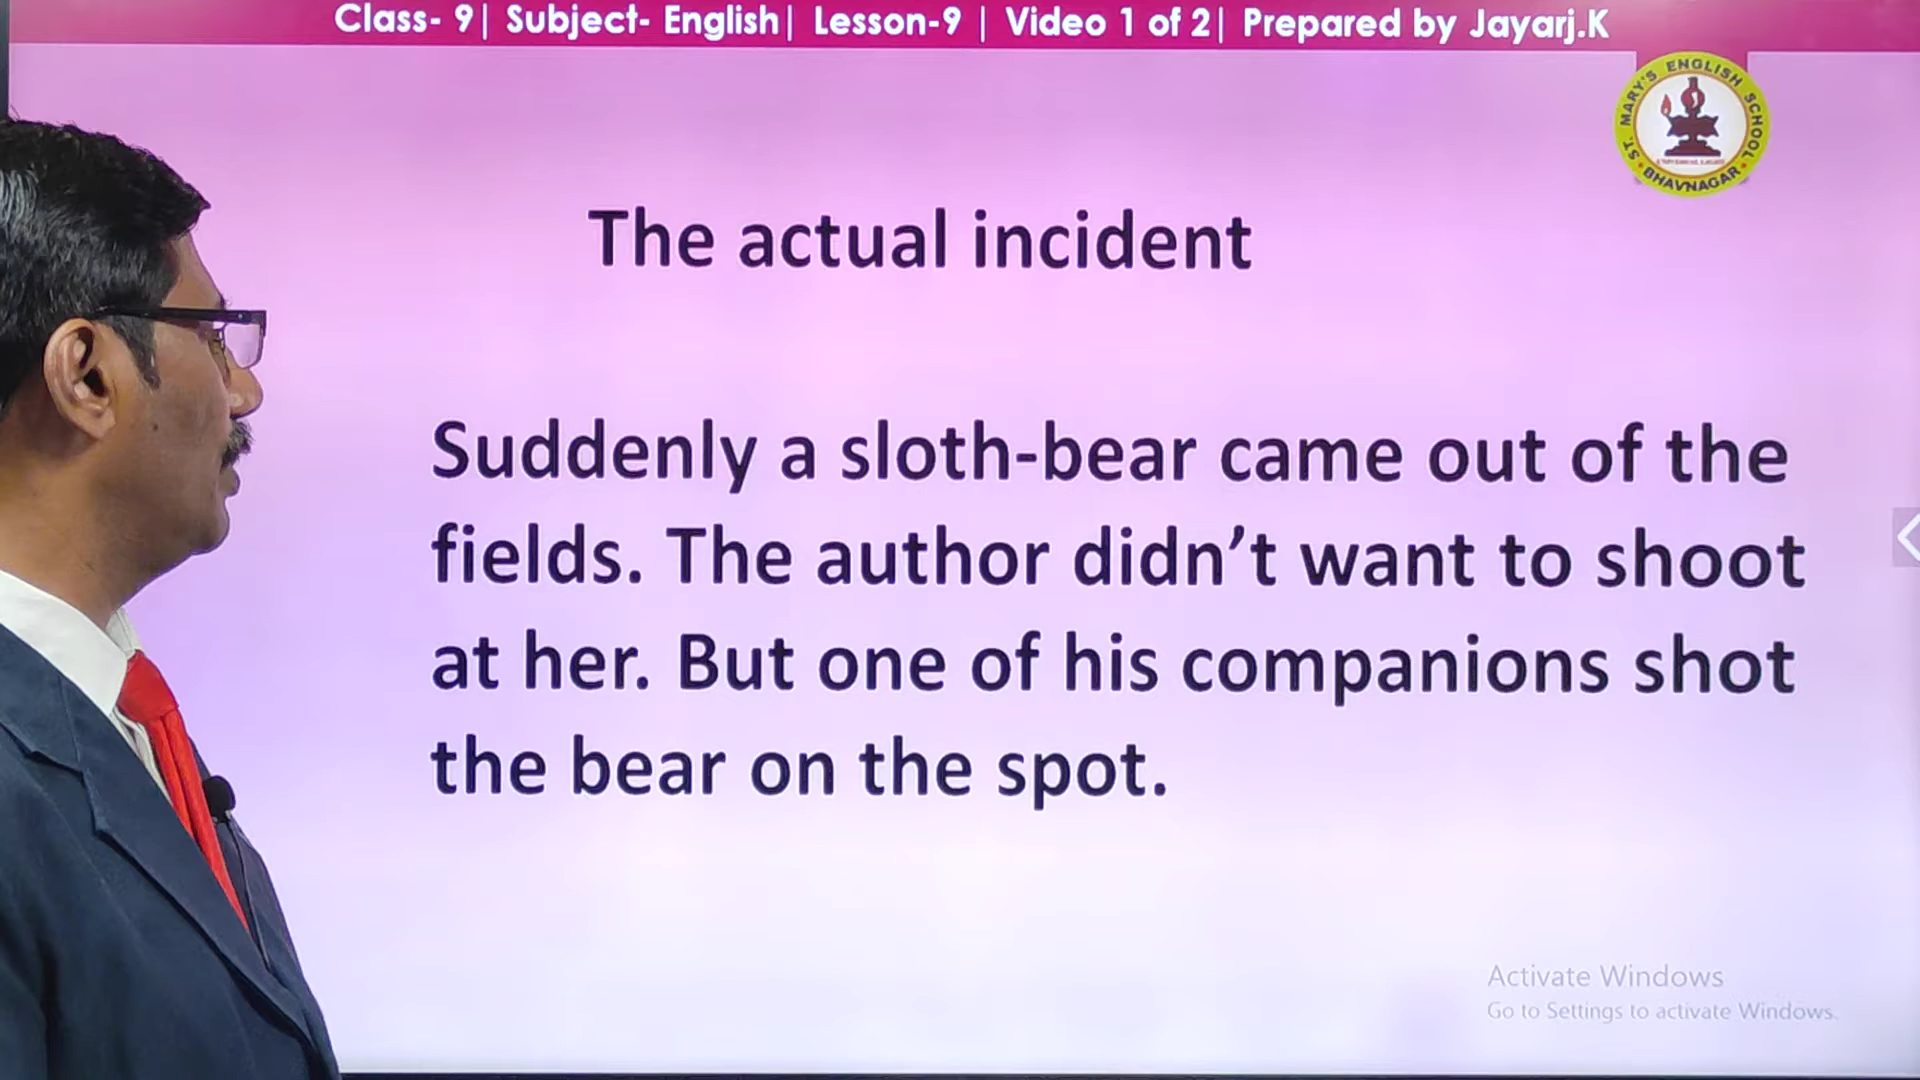 Class- 9| Subject- English| Lesson-9 | Video 1 of 2| Prepared by Jayarj.K
ST. MARY'S ENGLISH SCHOOL
BHAVNAGAR
The actual incident
Suddenly a sloth-bear came out of the
fields. The author didn’t want to shoot
at her. But one of his companions shot
the bear on the spot.
Activate Windows
Go to Settings to activate Windows.